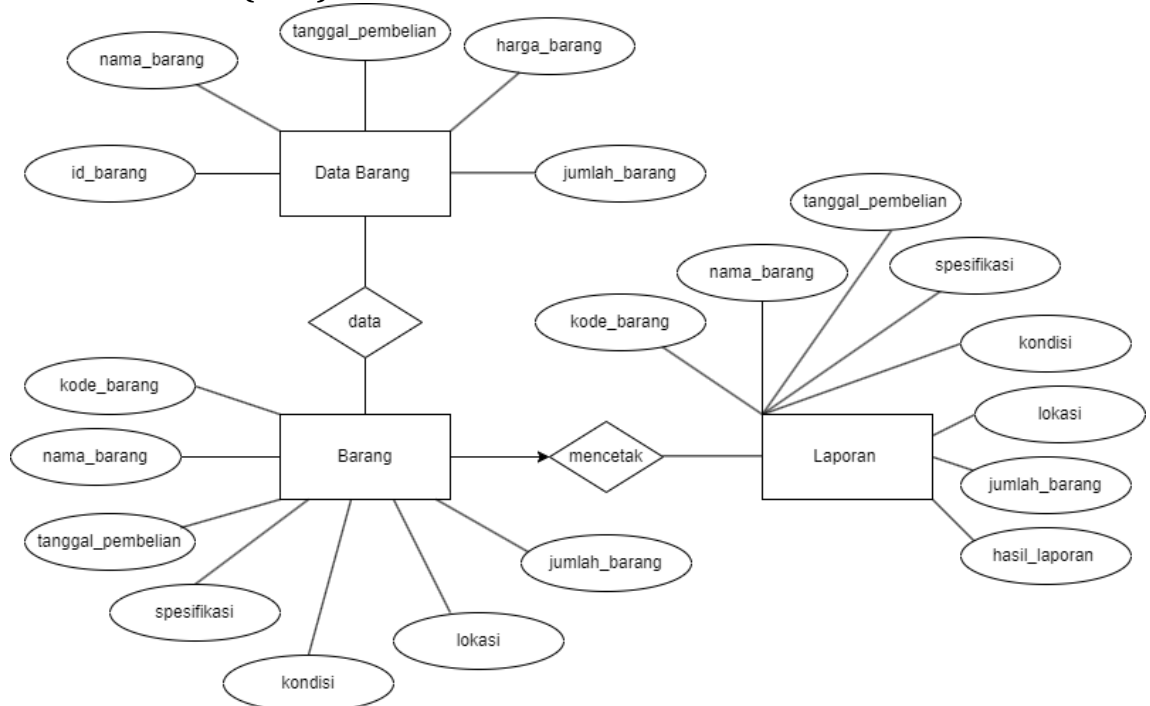 tanggal_pembelian
harga_barang
nama_barang
id_barang
Data Barang
jumlah_barang
data
tanggal_pembelian
nama_barang
spesifikasi
kode_barang
kondisi
lokasi
kode_barang
nama_barang
Barang
mencetak
Laporan
jumlah_barang
hasil_laporan
tanggal_pembelian
jumlah_barang
spesifikasi
lokasi
kondisi